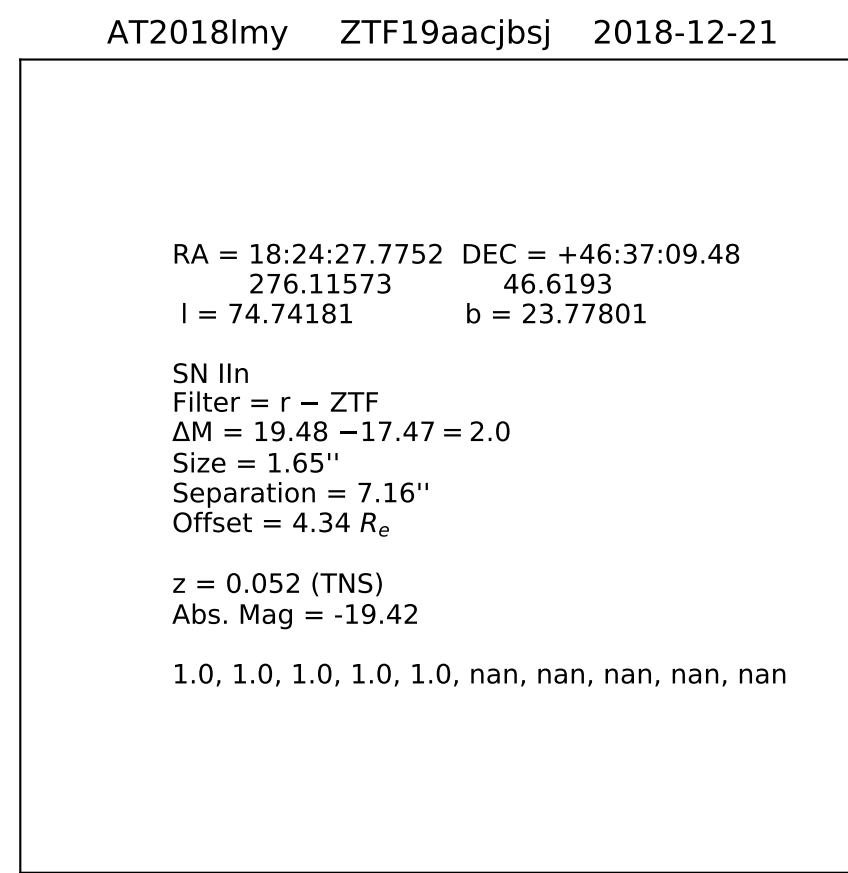 AT2018lmy ZTF19aacjbsj 2018-12-21
RA = 18:24:27.7752 DEC = +46:37:09.48
276.11573 46.6193
l = 74.74181 b = 23.77801
SN IIn
Filter = r − ZTF
ΔM = 19.48 −17.47 = 2.0
Size = 1.65''
Separation = 7.16''
Offset = 4.34 Rₑ
z = 0.052 (TNS)
Abs. Mag = -19.42
1.0, 1.0, 1.0, 1.0, 1.0, nan, nan, nan, nan, nan